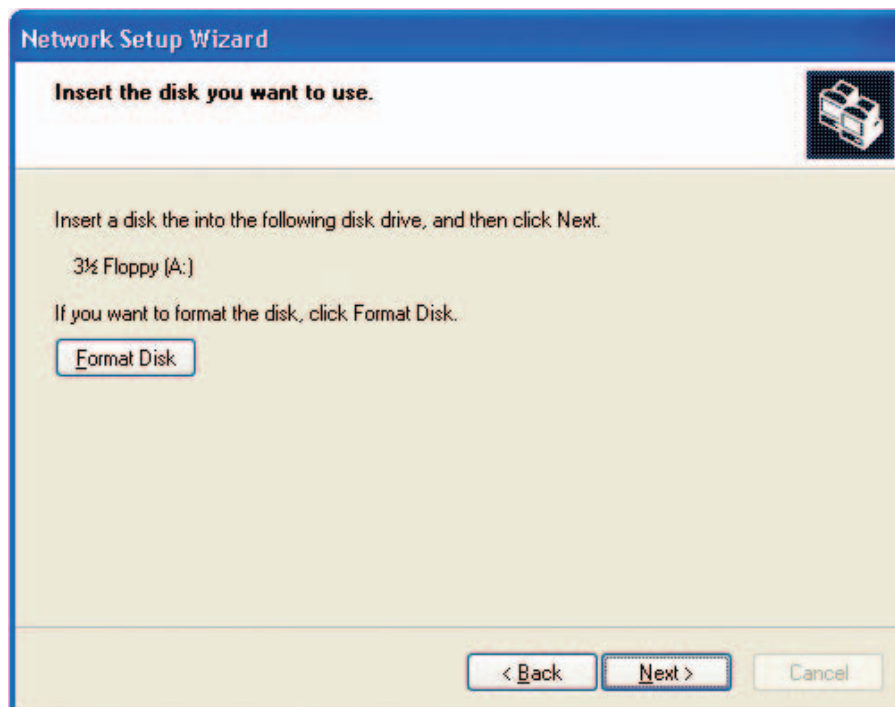 Network Setup Wizard
Insert the disk you want to use.
Insert a disk the into the following disk drive, and then click Next.
3½ Floppy (A:)
If you want to format the disk, click Format Disk.
Format Disk
< Back Next > Cancel